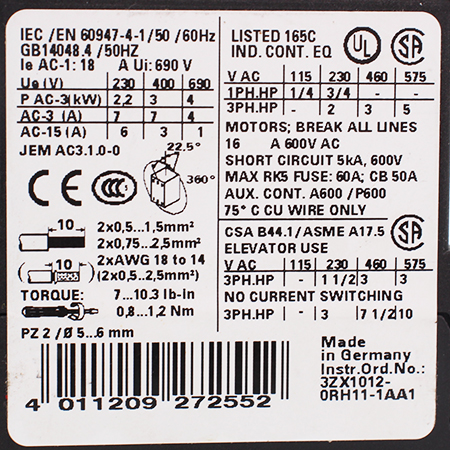 IEC /EN 60947-4-1/50 /60Hz
GB14048.4 /50HZ
Ie AC-1: 18 A Ui: 690 V
Ue (V) 230 400 690
P AC-3(kW) 2,2 3 4
AC-3 (A) 7 7 4
AC-15 (A) 6 3 1
JEM AC3.1.0-0
22.5°
360°
CE CCC
10 2x0,5...1,5mm²
2x0,75...2,5mm²
10 2xAWG 18 to 14
(2x0,5...2,5mm²)
TORQUE: 7...10.3 lb-in
0,8...1,2 Nm
PZ 2 / Ø 5...6 mm
4 011209 272552
LISTED 165C
IND. CONT. EQ
UL SA
V AC 115 230 460 575
1PH.HP 1/4 3/4 - -
3PH.HP - 2 3 5
MOTORS; BREAK ALL LINES
16 A 600V AC
SHORT CIRCUIT 5kA, 600V
MAX RK5 FUSE: 60A; CB 50A
AUX. CONT. A600 /P600
75° C CU WIRE ONLY
CSA B44.1/ASME A17.5
ELEVATOR USE
SA
V AC 115 230 460 575
3PH.HP - 1 1/2 3 3
NO CURRENT SWITCHING
3PH.HP - 3 7 1/2 10
Made
in Germany
Instr.Ord.No.:
3ZX1012-
0RH11-1AA1